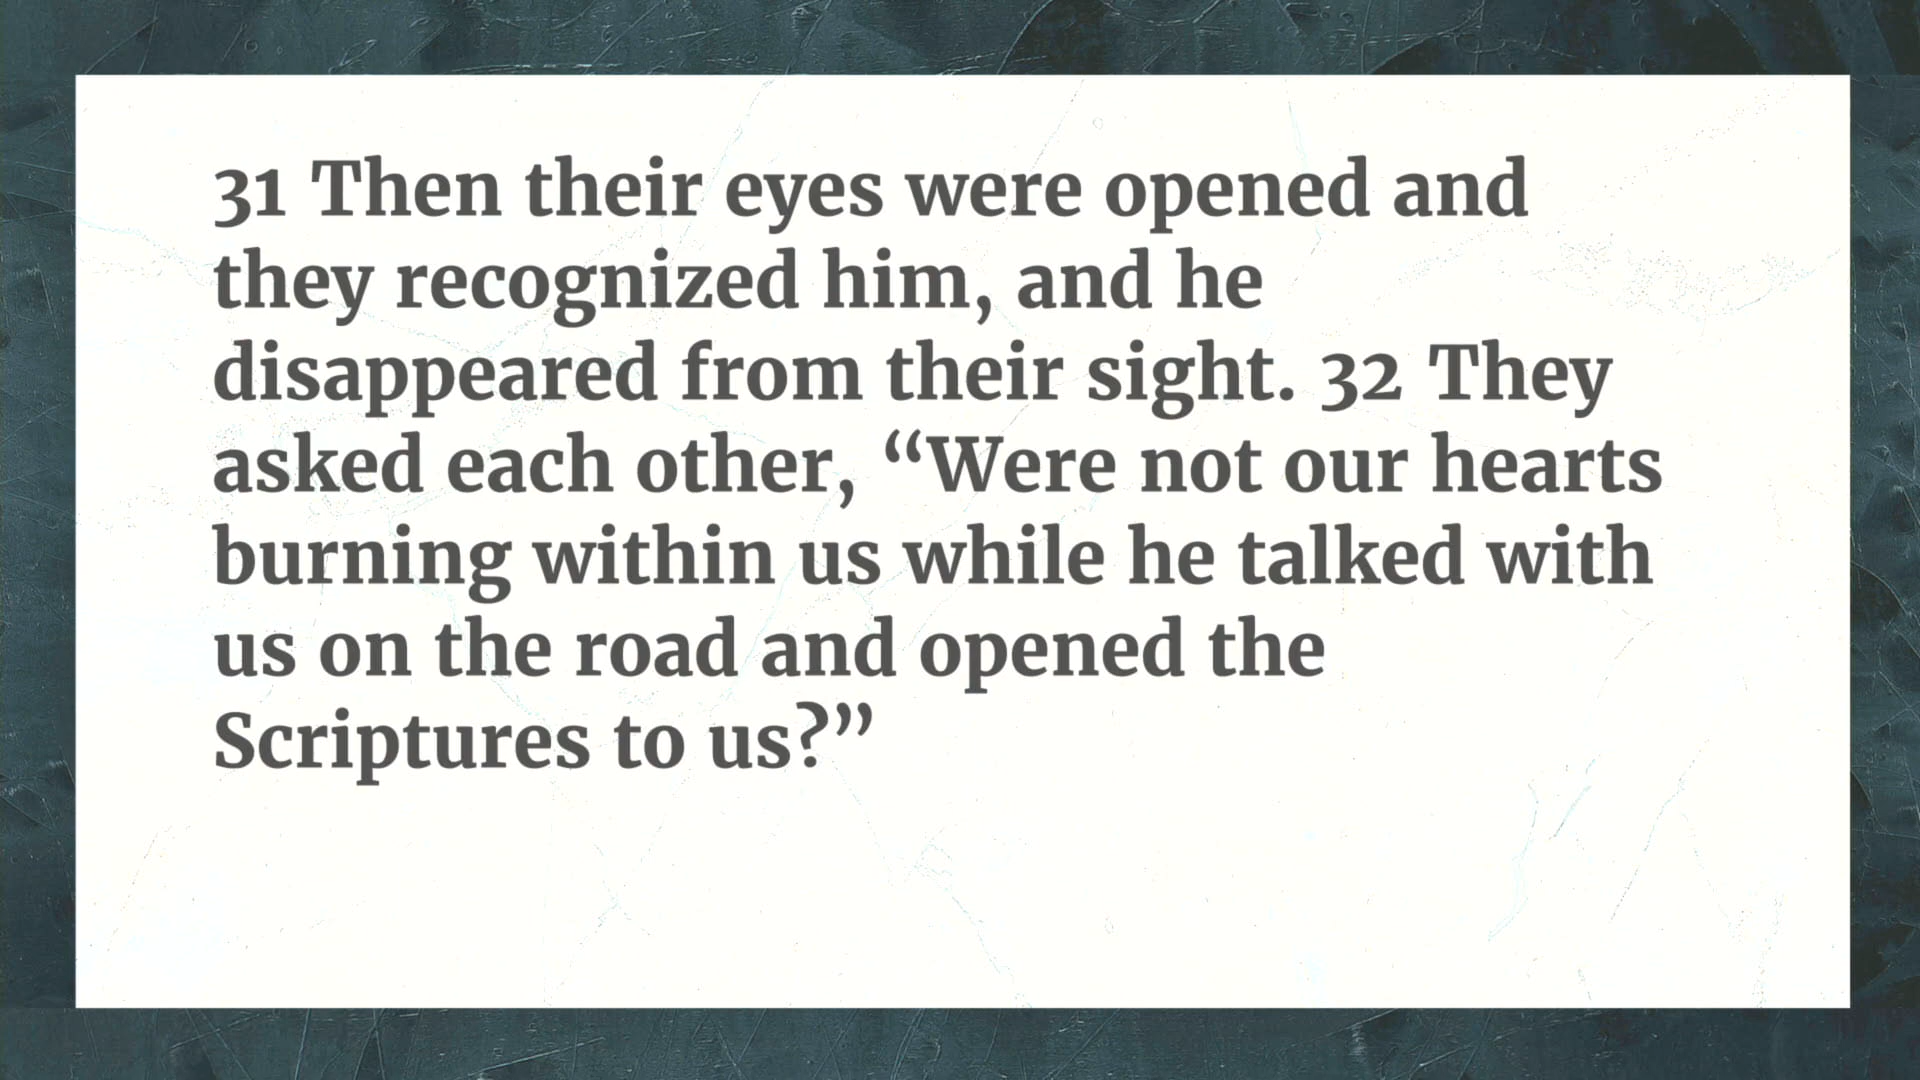 31 Then their eyes were opened and
they recognized him, and he
disappeared from their sight. 32 They
asked each other, “Were not our hearts
burning within us while he talked with
us on the road and opened the
Scriptures to us?”